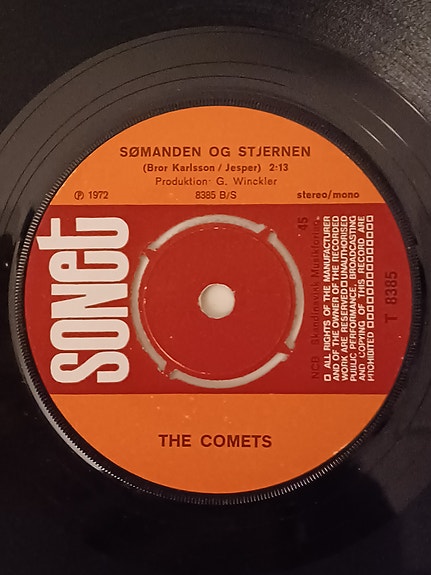 SØMANDEN OG STJERNEN
(Bror Karlsson / Jesper) 2:13
Produktion: G. Winckler
℗ 1972
8385 B/S
stereo/mono
sonet
45
NCB Skandinavisk Musikforlag
□ ALL RIGHTS OF THE MANUFACTURER
AND OF THE OWNER OF THE RECORDED
WORK ARE RESERVED □ UNAUTHORISED
PUBLIC PERFORMANCE, BROADCASTING
AND COPYING OF THIS RECORD ARE
PROHIBITED □□□□□□□□□□□□
T 8385
THE COMETS